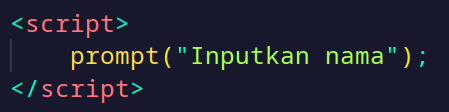 <script>
    prompt("Inputkan nama");
</script>